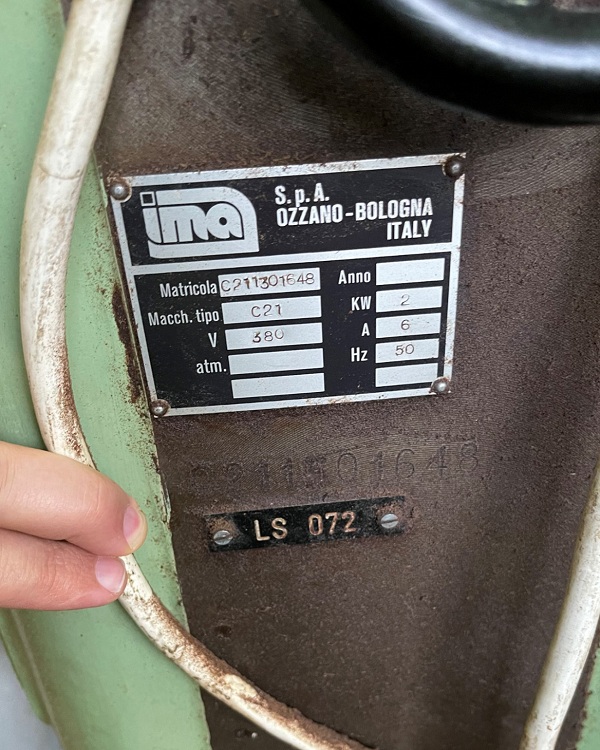 ima
S.p.A.
OZZANO-BOLOGNA
ITALY
Matricola C211301648
Macch. tipo C21
V 380
atm.
Anno
KW 2
A 6
Hz 50
LS 072